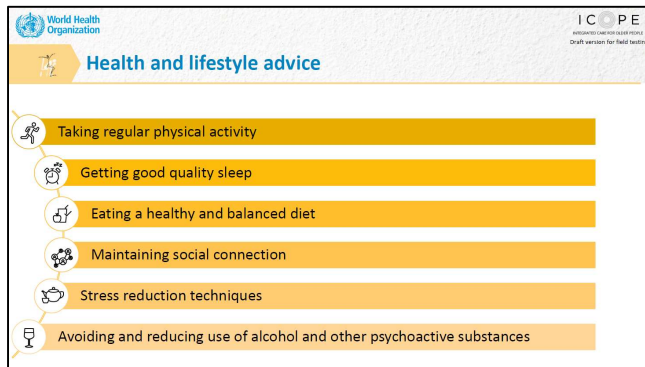 World Health
Organization
ICOPE
INTEGRATED CARE FOR OLDER PEOPLE
Draft version for field testin
Health and lifestyle advice
Taking regular physical activity
Getting good quality sleep
Eating a healthy and balanced diet
Maintaining social connection
Stress reduction techniques
Avoiding and reducing use of alcohol and other psychoactive substances